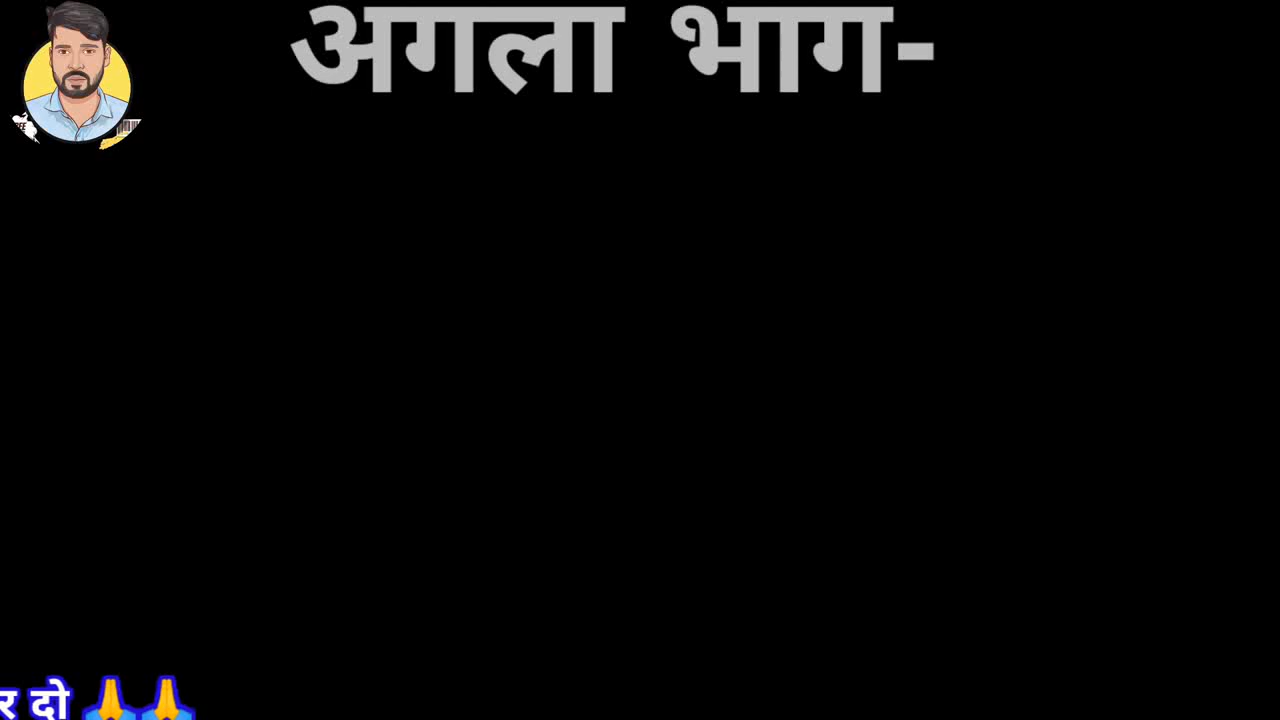 अगला भाग-
र दो 🙏🙏